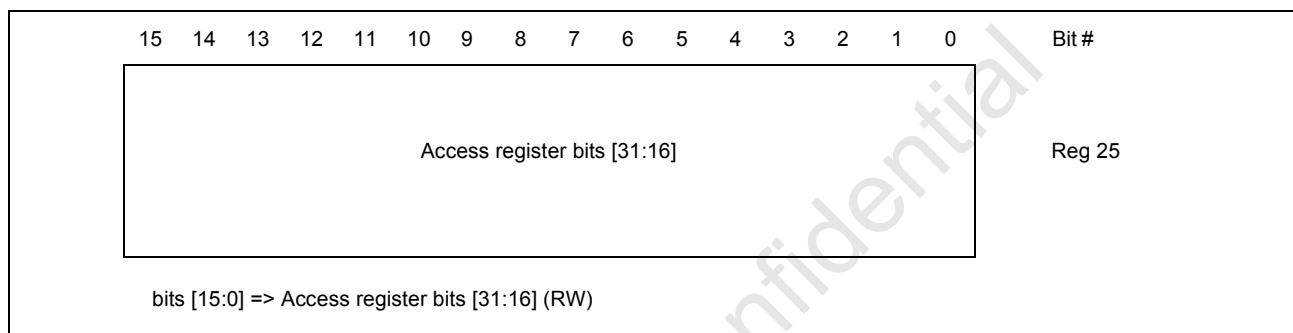 15 14 13 12 11 10 9 8 7 6 5 4 3 2 1 0 Bit #
Access register bits [31:16] Reg 25
bits [15:0] => Access register bits [31:16] (RW)
nfidential